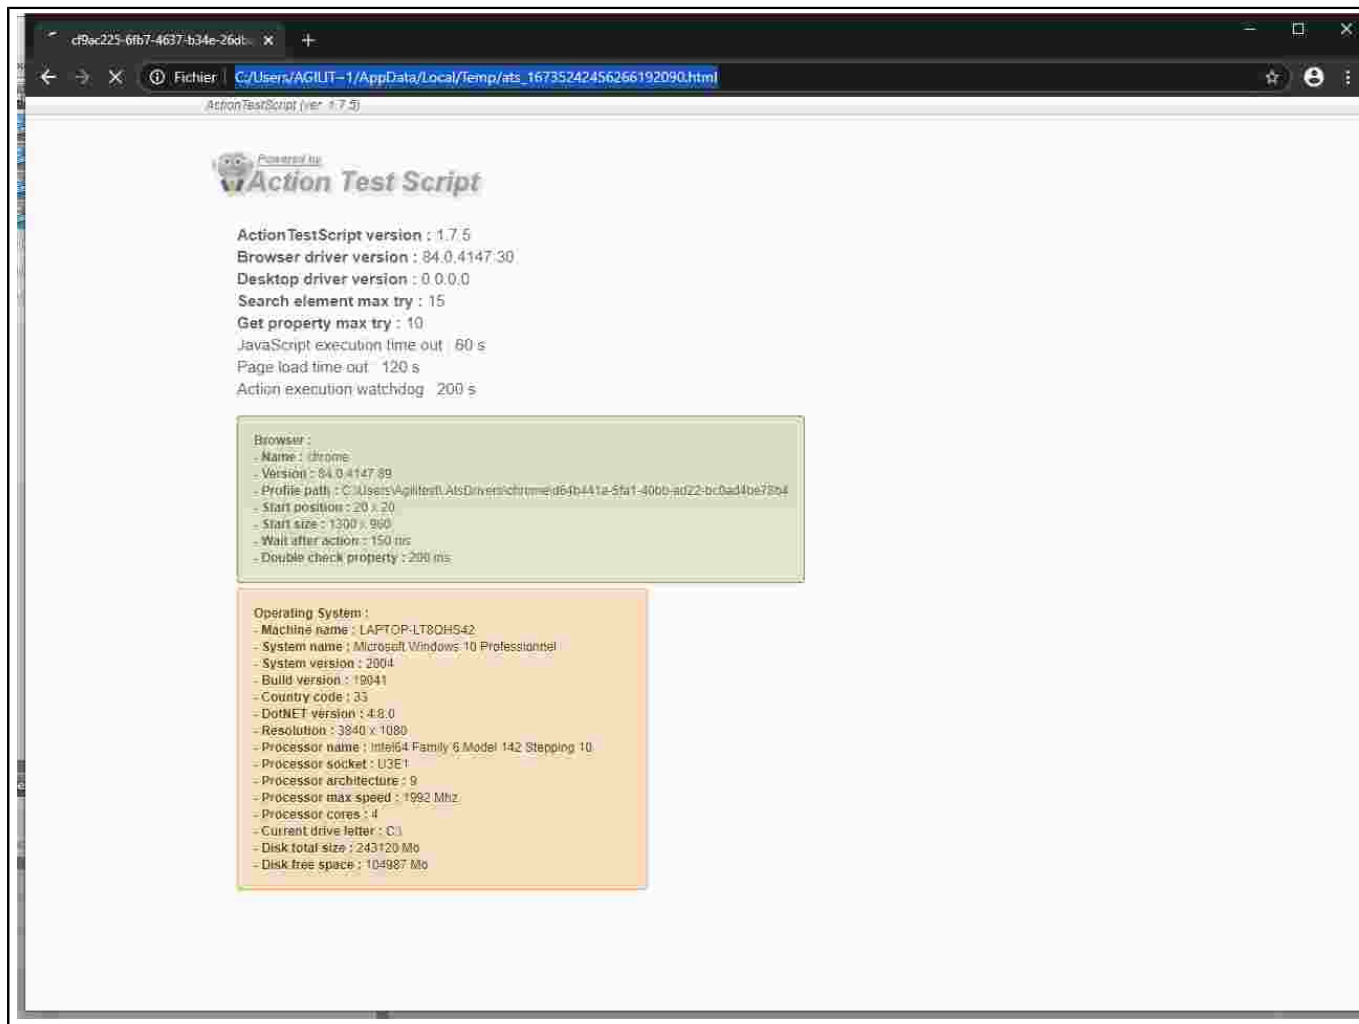 cf9ac225-6fb7-4637-b34e-26db
Fichier C:/Users/AGILIT~1/AppData/Local/Temp/ats_16735242456266192090.html
ActionTestScript (ver. 1.7.5)
Powered by
Action Test Script
ActionTestScript version : 1.7.5
Browser driver version : 84.0.4147.30
Desktop driver version : 0.0.0.0
Search element max try : 15
Get property max try : 10
JavaScript execution time out : 60 s
Page load time out : 120 s
Action execution watchdog : 200 s
Browser :
- Name : chrome
- Version : 84.0.4147.89
- Profile path : C:\Users\Agilitest\.AtsDrivers\chrome\d64b441a-5fa1-40bb-ad22-bc0ad4be78b4
- Start position : 20 x 20
- Start size : 1300 x 960
- Wait after action : 150 ms
- Double check property : 200 ms
Operating System :
- Machine name : LAPTOP-LT8OHS42
- System name : Microsoft Windows 10 Professionnel
- System version : 2004
- Build version : 19041
- Country code : 33
- DotNET version : 4.8.0
- Resolution : 3840 x 1080
- Processor name : Intel64 Family 6 Model 142 Stepping 10
- Processor socket : U3E1
- Processor architecture : 9
- Processor max speed : 1992 Mhz
- Processor cores : 4
- Current drive letter : C:\
- Disk total size : 243120 Mo
- Disk free space : 104987 Mo